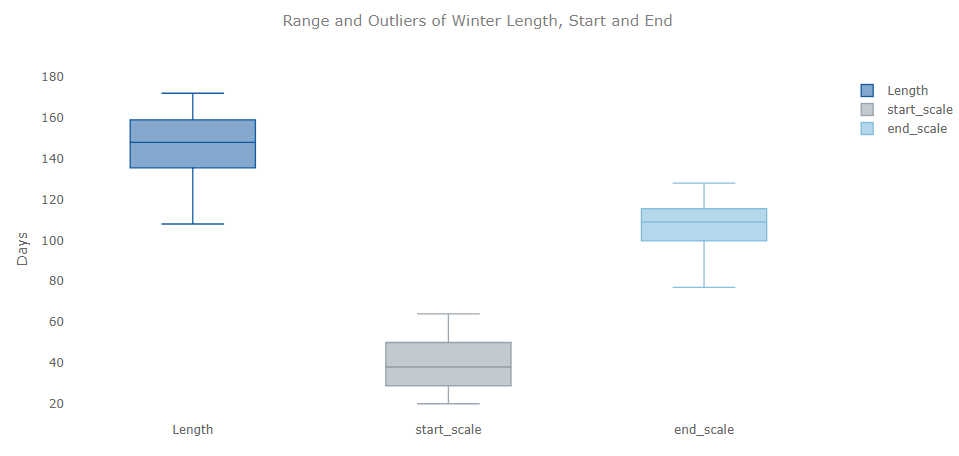 Range and Outliers of Winter Length, Start and End
Days
180
160
140
120
100
80
60
40
20
Length
start_scale
end_scale
Length
start_scale
end_scale